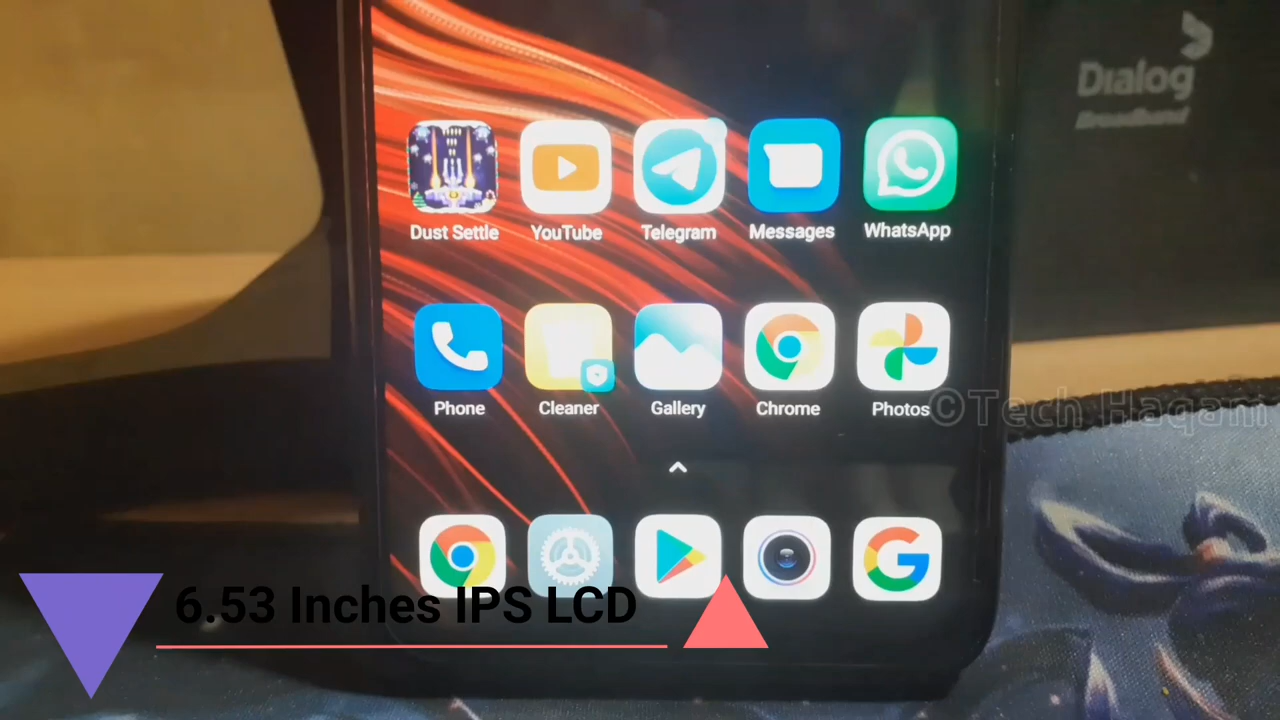 Dialog
Broadband
Dust Settle
YouTube
Telegram
Messages
WhatsApp
Phone
Cleaner
Gallery
Chrome
Photos
©Tech Haqam
6.53 Inches IPS LCD